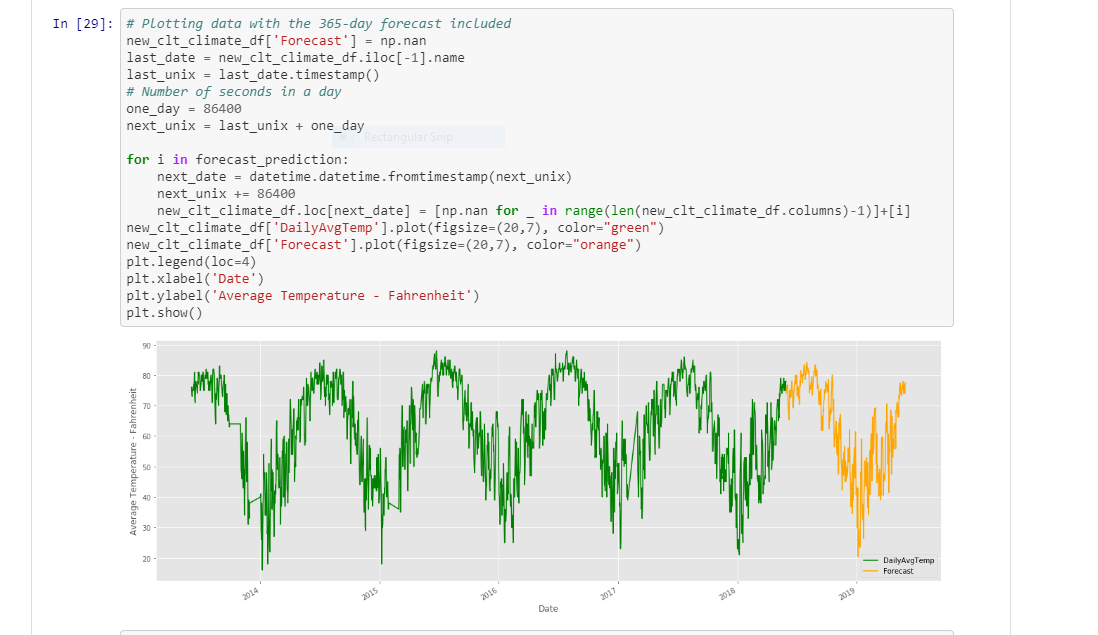 In [29]:
# Plotting data with the 365-day forecast included
new_clt_climate_df['Forecast'] = np.nan
last_date = new_clt_climate_df.iloc[-1].name
last_unix = last_date.timestamp()
# Number of seconds in a day
one_day = 86400
next_unix = last_unix + one_day
Rectangular Snip
for i in forecast_prediction:
    next_date = datetime.datetime.fromtimestamp(next_unix)
    next_unix += 86400
    new_clt_climate_df.loc[next_date] = [np.nan for _ in range(len(new_clt_climate_df.columns)-1)]+[i]
new_clt_climate_df['DailyAvgTemp'].plot(figsize=(20,7), color="green")
new_clt_climate_df['Forecast'].plot(figsize=(20,7), color="orange")
plt.legend(loc=4)
plt.xlabel('Date')
plt.ylabel('Average Temperature - Fahrenheit')
plt.show()
Average Temperature - Fahrenheit
90
80
70
60
50
40
30
20
DailyAvgTemp
Forecast
2014
2015
2016
2017
2018
2019
Date